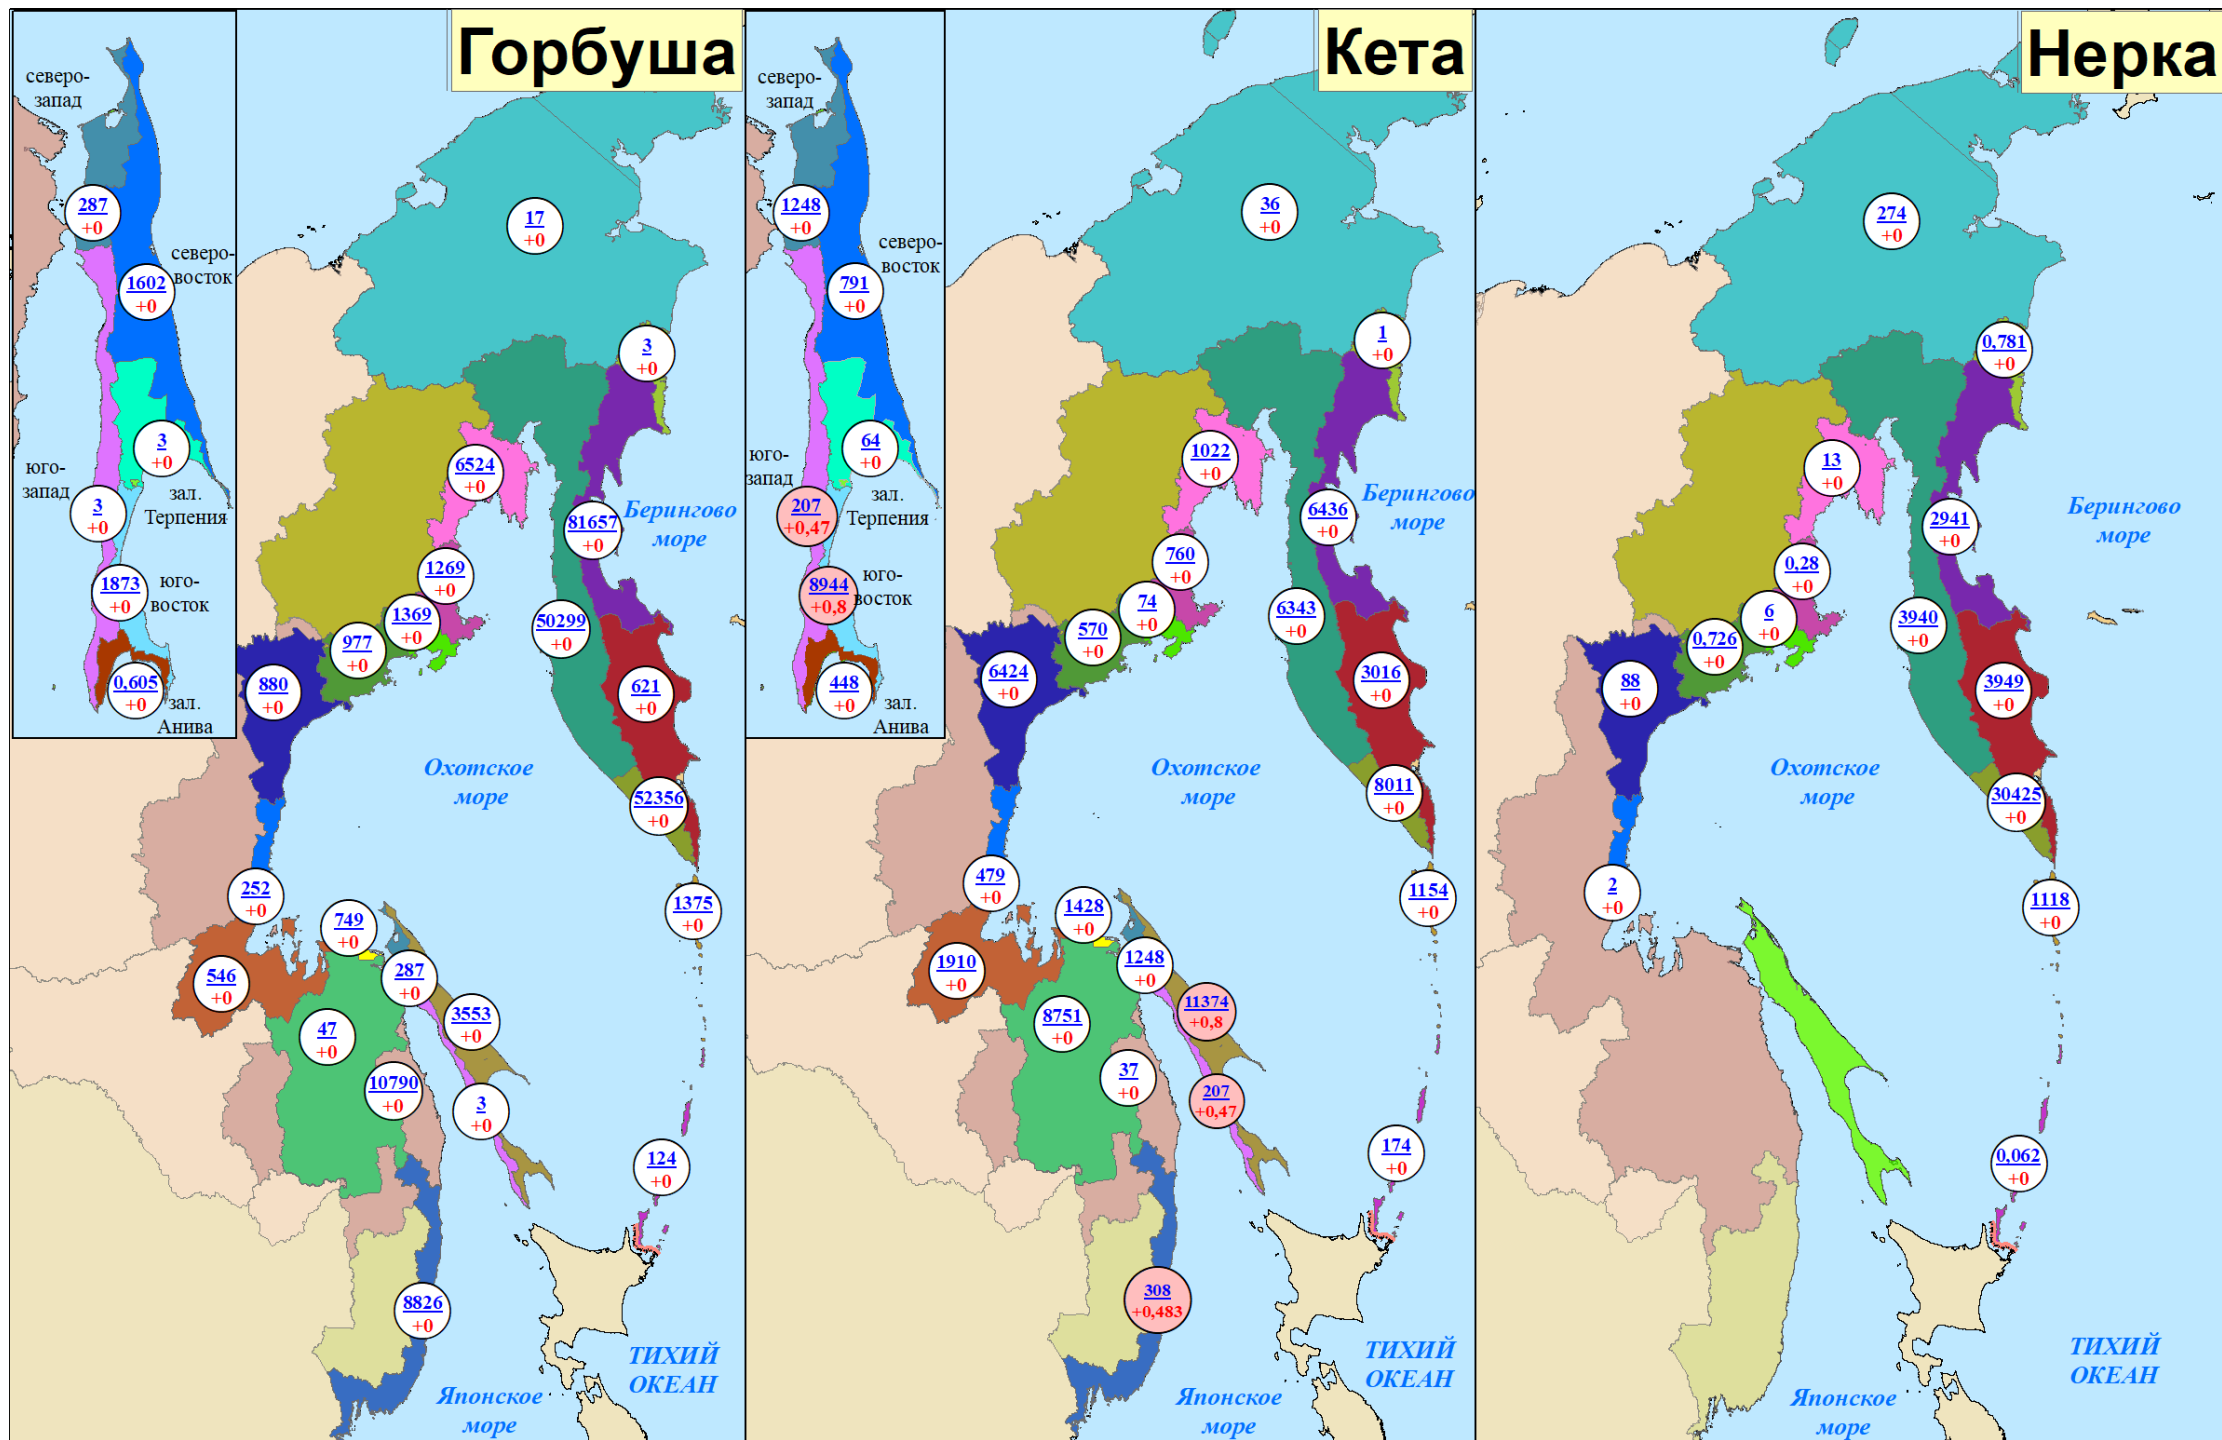 Горбуша
северо-
запад
287
+0
северо-
восток
1602
+0
3
+0
юго-
запад
3
+0
зал.
Терпения
1873
+0
юго-
восток
0,605
+0
зал.
Анива
17
+0
3
+0
6524
+0
81657
+0
Берингово
море
1269
+0
1369
+0
977
+0
50299
+0
880
+0
621
+0
Охотское
море
52356
+0
252
+0
749
+0
1375
+0
546
+0
287
+0
3553
+0
47
+0
10790
+0
3
+0
124
+0
8826
+0
ТИХИЙ
ОКЕАН
Японское
море
Кета
северо-
запад
1248
+0
северо-
восток
791
+0
64
+0
юго-
запад
207
+0,47
зал.
Терпения
8944
+0,8
юго-
восток
448
+0
зал.
Анива
36
+0
1
+0
1022
+0
6436
+0
Берингово
море
760
+0
74
+0
570
+0
6343
+0
6424
+0
3016
+0
Охотское
море
8011
+0
479
+0
1428
+0
1154
+0
1910
+0
1248
+0
11374
+0,8
8751
+0
37
+0
207
+0,47
174
+0
308
+0,483
ТИХИЙ
ОКЕАН
Японское
море
Нерка
274
+0
0,781
+0
13
+0
2941
+0
Берингово
море
0,28
+0
6
+0
0,726
+0
3940
+0
88
+0
3949
+0
Охотское
море
30425
+0
2
+0
1118
+0
0,062
+0
ТИХИЙ
ОКЕАН
Японское
море